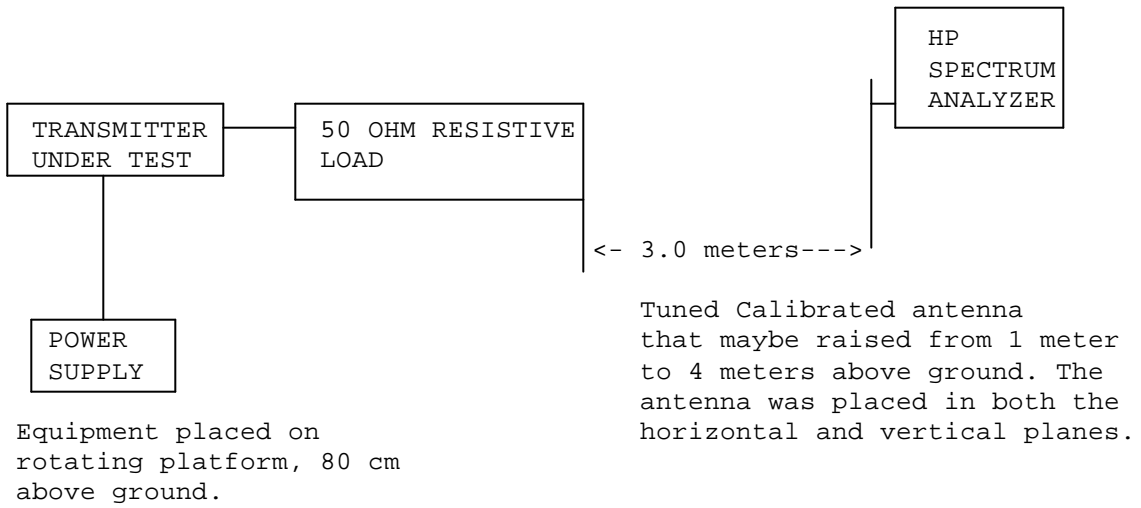 HP
SPECTRUM
ANALYZER
TRANSMITTER
UNDER TEST
50 OHM RESISTIVE
LOAD
<- 3.0 meters--->
Tuned Calibrated antenna
that maybe raised from 1 meter
to 4 meters above ground. The
antenna was placed in both the
horizontal and vertical planes.
POWER
SUPPLY
Equipment placed on
rotating platform, 80 cm
above ground.